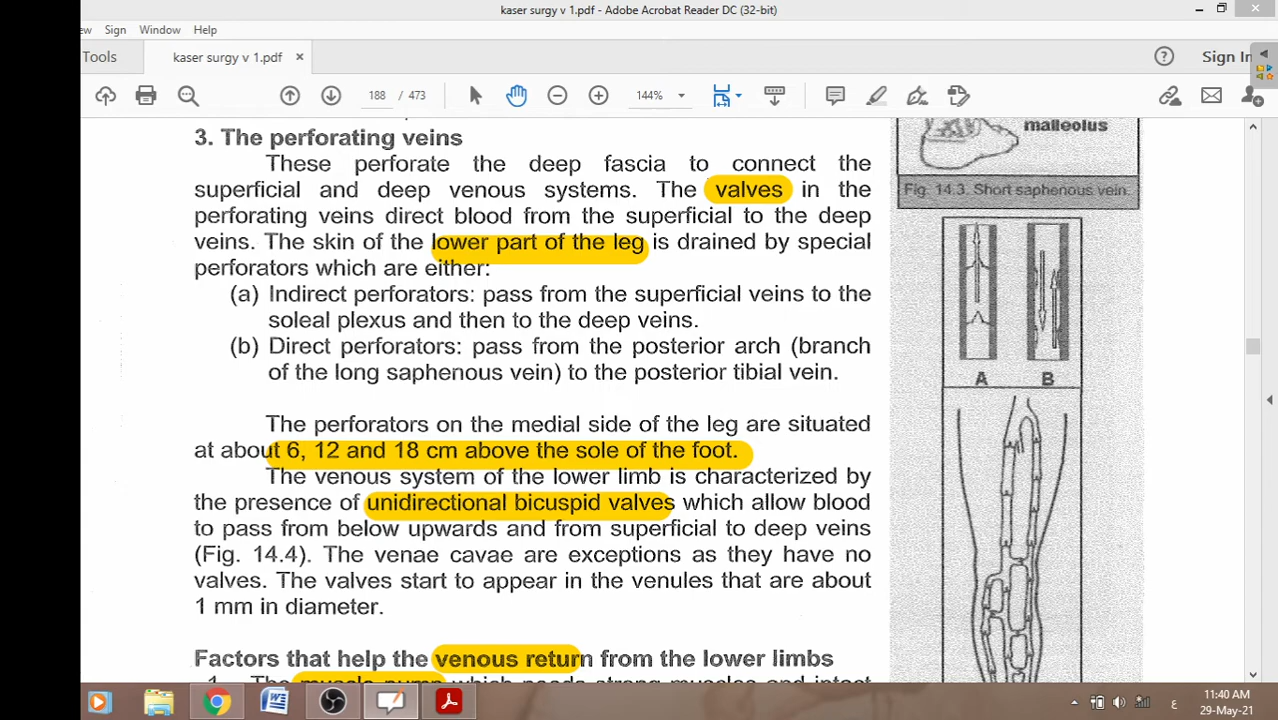 kaser surgy v 1.pdf - Adobe Acrobat Reader DC (32-bit)
ew Sign Window Help
Tools kaser surgy v 1.pdf × Sign In
188 / 473 144%
3. The perforating veins
These perforate the deep fascia to connect the
superficial and deep venous systems. The valves in the
perforating veins direct blood from the superficial to the deep
veins. The skin of the lower part of the leg is drained by special
perforators which are either:
(a) Indirect perforators: pass from the superficial veins to the
soleal plexus and then to the deep veins.
(b) Direct perforators: pass from the posterior arch (branch
of the long saphenous vein) to the posterior tibial vein.
The perforators on the medial side of the leg are situated
at about 6, 12 and 18 cm above the sole of the foot.
The venous system of the lower limb is characterized by
the presence of unidirectional bicuspid valves which allow blood
to pass from below upwards and from superficial to deep veins
(Fig. 14.4). The venae cavae are exceptions as they have no
valves. The valves start to appear in the venules that are about
1 mm in diameter.
Factors that help the venous return from the lower limbs
1. The muscle pump which needs strong muscles and intact
malleolus
Fig. 14.3. Short saphenous vein.
A B
11:40 AM
ع
29-May-21